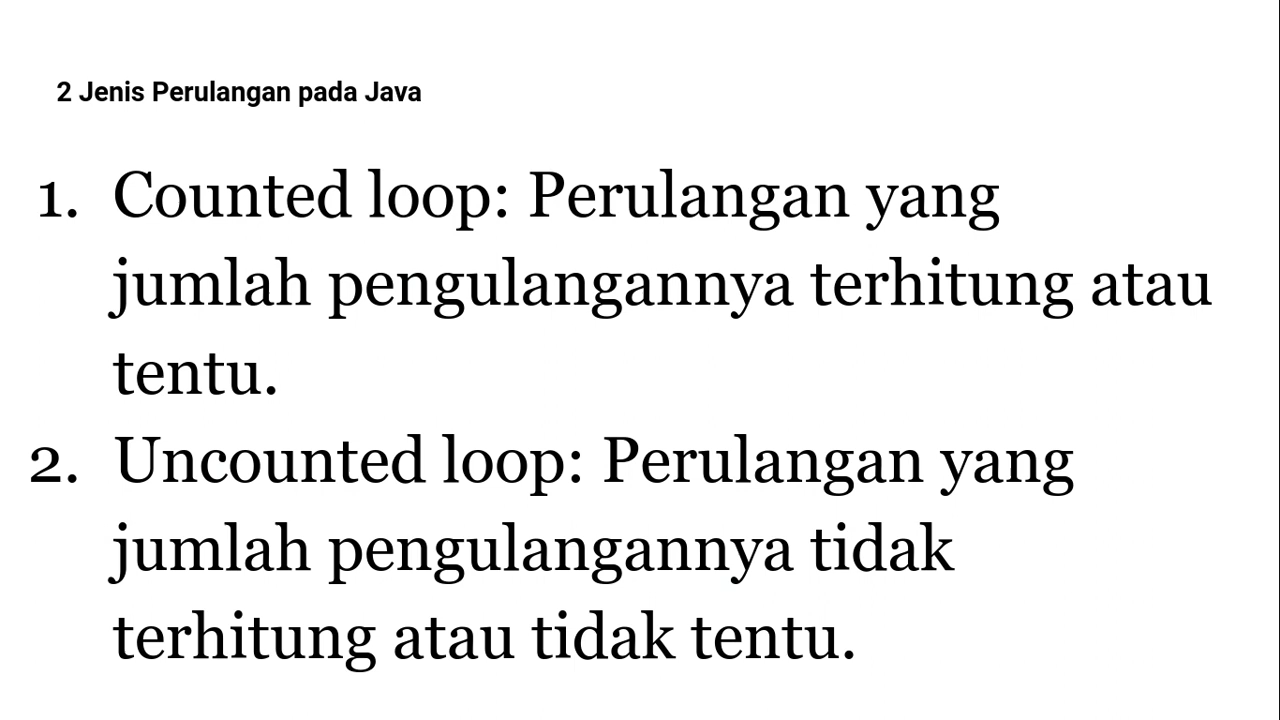 2 Jenis Perulangan pada Java
1. Counted loop: Perulangan yang
jumlah pengulangannya terhitung atau
tentu.
2. Uncounted loop: Perulangan yang
jumlah pengulangannya tidak
terhitung atau tidak tentu.